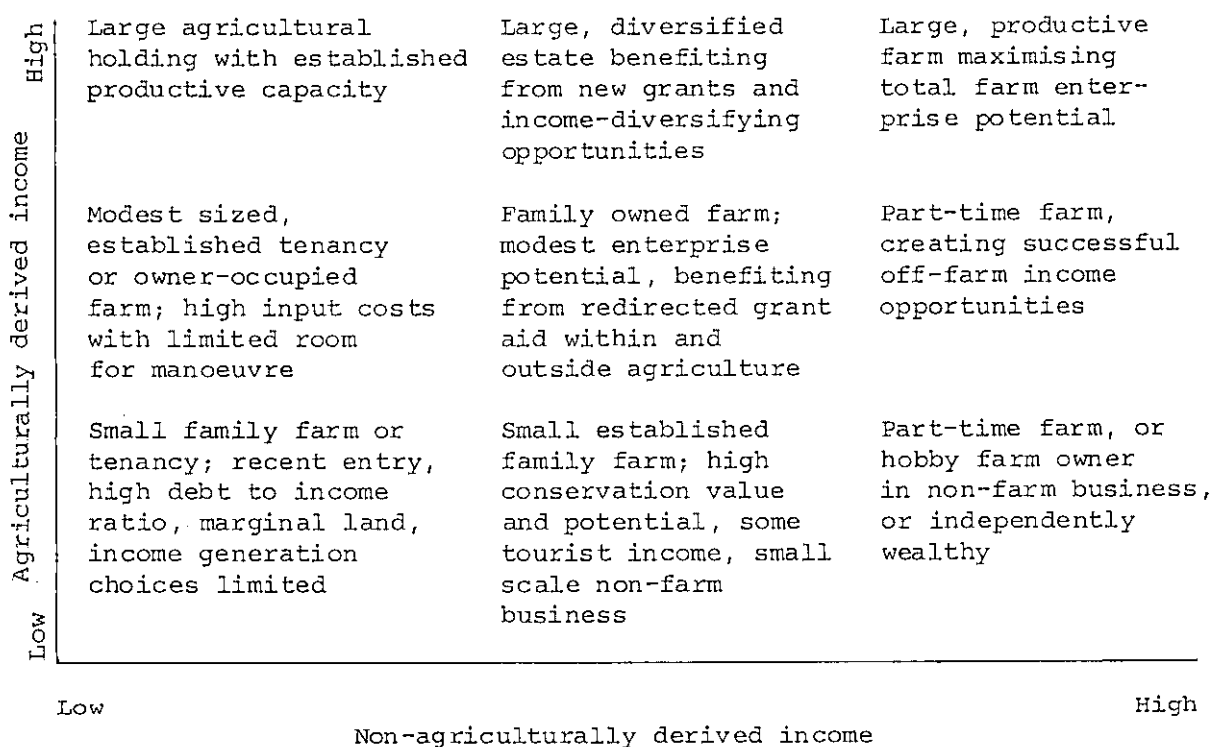 High
Agriculturally derived income
Low
Large agricultural
holding with established
productive capacity
Large, diversified
estate benefiting
from new grants and
income-diversifying
opportunities
Large, productive
farm maximising
total farm enter-
prise potential
Modest sized,
established tenancy
or owner-occupied
farm; high input costs
with limited room
for manoeuvre
Family owned farm;
modest enterprise
potential, benefiting
from redirected grant
aid within and
outside agriculture
Part-time farm,
creating successful
off-farm income
opportunities
Small family farm or
tenancy; recent entry,
high debt to income
ratio, marginal land,
income generation
choices limited
Small established
family farm; high
conservation value
and potential, some
tourist income, small
scale non-farm
business
Part-time farm, or
hobby farm owner
in non-farm business,
or independently
wealthy
Low
High
Non-agriculturally derived income